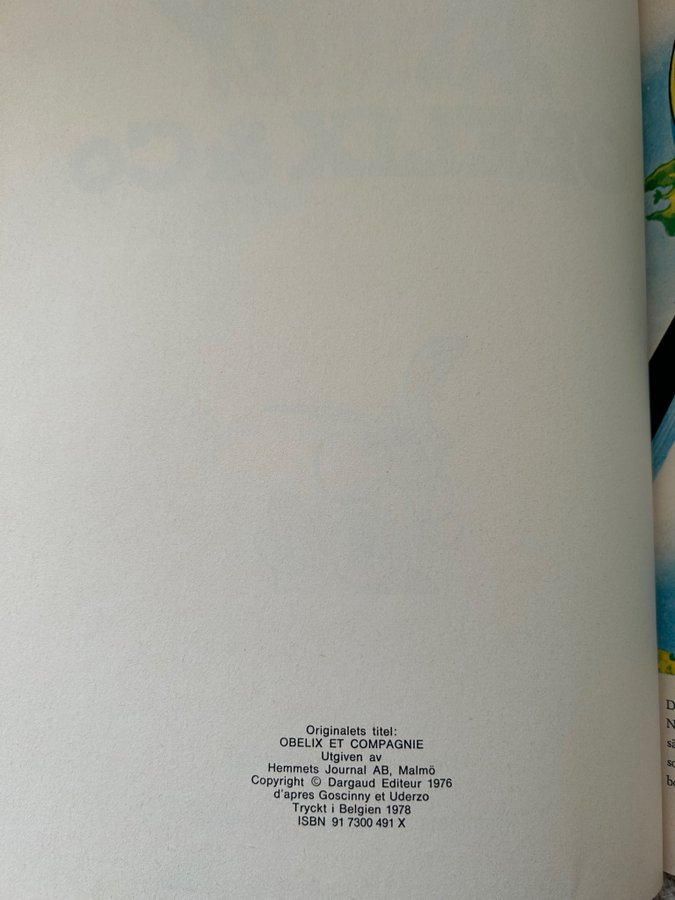 Originalets titel:
OBELIX ET COMPAGNIE
Utgiven av
Hemmets Journal AB, Malmö
Copyright © Dargaud Editeur 1976
d'apres Goscinny et Uderzo
Tryckt i Belgien 1978
ISBN 91 7300 491 X